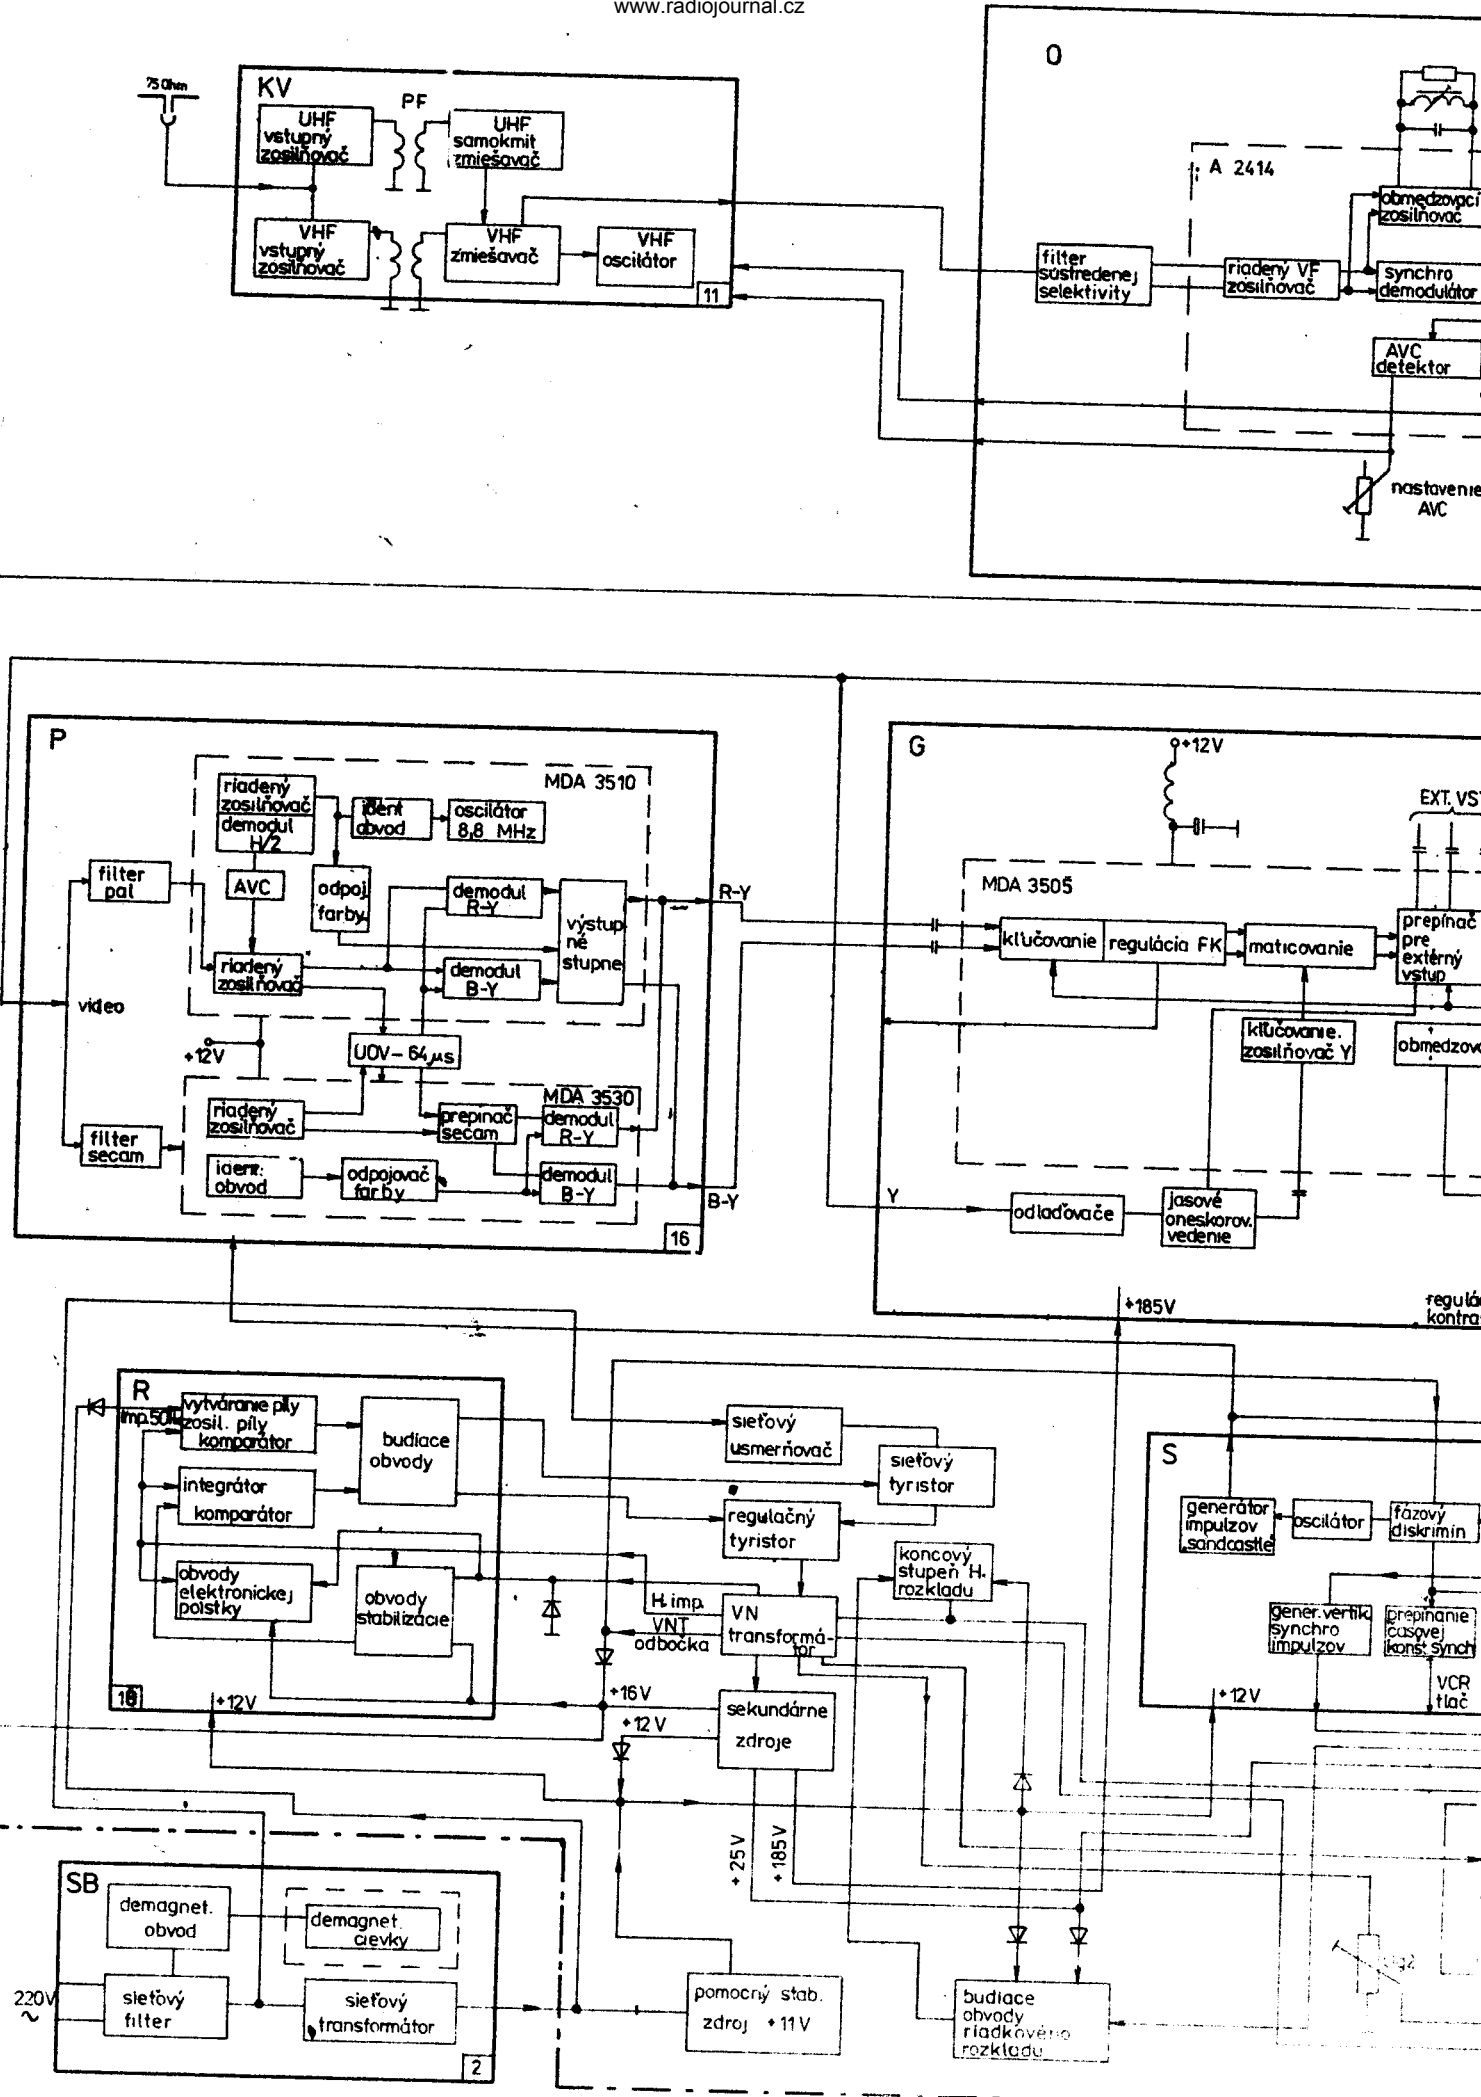 www.radiojournal.cz
75 Ohm
KV
PF
UHF
vstupný
zosilňovač
UHF
samokmit
zmiešavač
VHF
vstupný
zosilňovač
VHF
zmiešavač
VHF
oscilátor
11
O
A 2414
obmedzovací
zosilňovač
filter
sústredenej
selektivity
riadený VF
zosilňovač
synchro
demodulátor
AVC
detektor
nastavenie
AVC
P
MDA 3510
riadený
zosilňovač
demodul
H/2
ident
obvod
oscilátor
8,8 MHz
filter
pal
AVC
odpoj.
farby
demodul
R-Y
výstup-
né
stupne
R-Y
riadený
zosilňovač
demodul
B-Y
video
+12V
UOV - 64 µs
MDA 3530
riadený
zosilňovač
prepínač
secam
demodul
R-Y
filter
secam
ident.
obvod
odpojovač
farby
demodul
B-Y
B-Y
16
G
+12V
EXT. VS
MDA 3505
kľučovanie
regulácia FK
maticovanie
prepínač
pre
extérný
vstup
kľučovanie.
zosilňovač Y
obmedzov
Y
odlaďovače
jasové
oneskorov.
vedenie
+185V
regulá
kontra
R
imp.50
vytváranie píly
zosil. píly
komparátor
budiace
obvody
integrátor
komparátor
obvody
elektronickej
poistky
obvody
stabilizácie
+12V
sieťový
usmerňovač
sieťový
tyristor
regulačný
tyristor
koncový
stupeň H.
rozkladu
H.imp.
VNT
odbočka
VN
transformá-
tor
+16V
+12V
sekundárne
zdroje
+25V
+185V
S
generátor
impulzov
sandcastle
oscilátor
fázový
diskrimin
gener.vertik.
synchro
impulzov
prepínanie
časovej
konšt.synch
VCR
tlač
+12V
SB
demagnet.
obvod
demagnet.
cievky
220V
~
sieťový
filter
sieťový
transformátor
2
pomocný stab.
zdroj +11V
budiace
obvody
riadkového
rozkladu